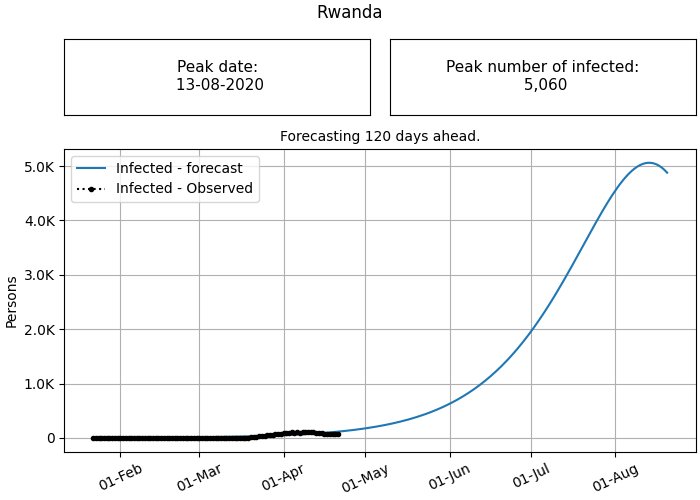 Rwanda
Peak date:
13-08-2020
Peak number of infected:
5,060
Forecasting 120 days ahead.
Infected - forecast
Infected - Observed
Persons
5.0K
4.0K
3.0K
2.0K
1.0K
0
01-Feb
01-Mar
01-Apr
01-May
01-Jun
01-Jul
01-Aug